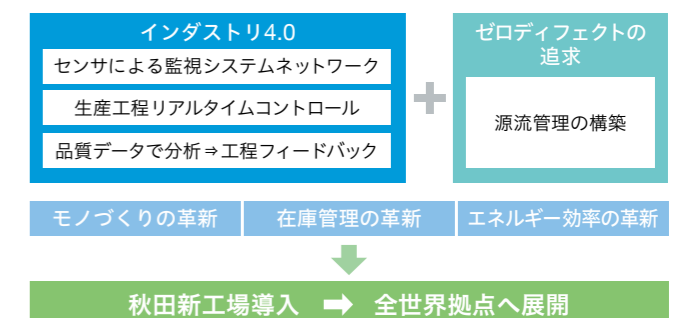 インダストリ4.0
センサによる監視システムネットワーク
生産工程リアルタイムコントロール
品質データで分析⇒工程フィードバック
+
ゼロディフェクトの
追求
源流管理の構築
モノづくりの革新
在庫管理の革新
エネルギー効率の革新
秋田新工場導入 ➡ 全世界拠点へ展開